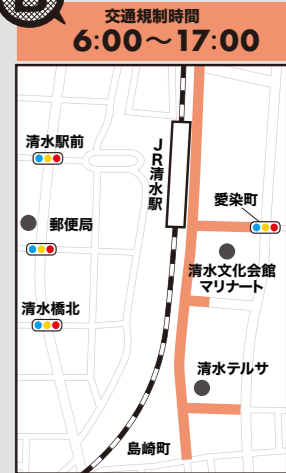 B
交通規制時間
6:00〜17:00
清水駅前
JR清水駅
愛染町
郵便局
清水文化会館
マリナート
清水橋北
清水テルサ
島崎町